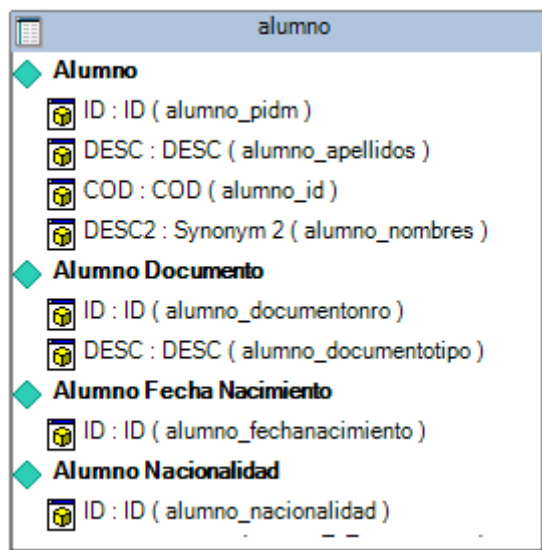 alumno
Alumno
ID : ID ( alumno_pidm )
DESC : DESC ( alumno_apellidos )
COD : COD ( alumno_id )
DESC2 : Synonym 2 ( alumno_nombres )
Alumno Documento
ID : ID ( alumno_documentonro )
DESC : DESC ( alumno_documentotipo )
Alumno Fecha Nacimiento
ID : ID ( alumno_fechanacimiento )
Alumno Nacionalidad
ID : ID ( alumno_nacionalidad )